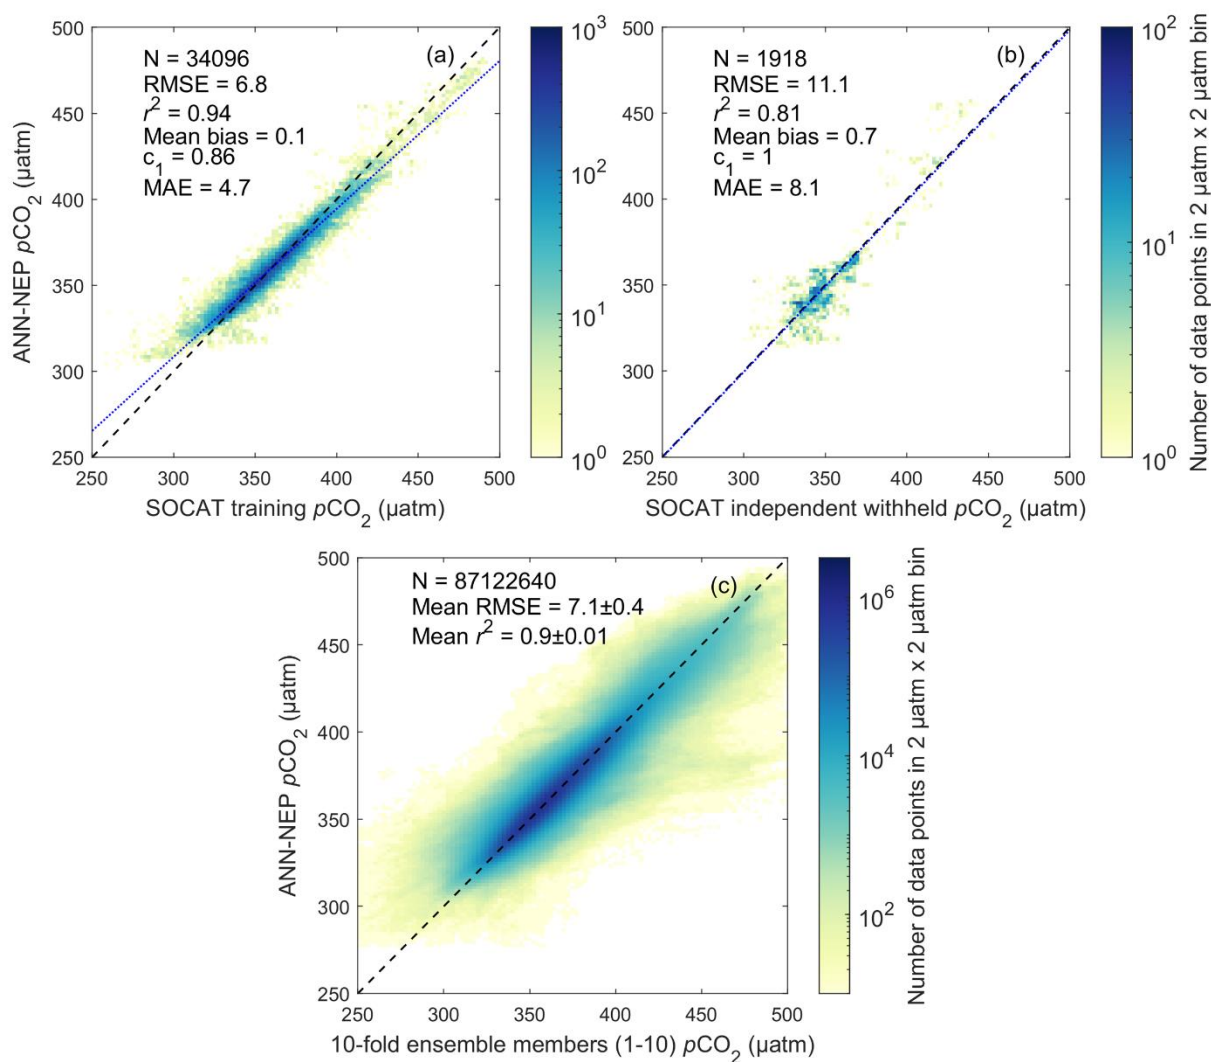 (a)
N = 34096
RMSE = 6.8
r² = 0.94
Mean bias = 0.1
c₁ = 0.86
MAE = 4.7
500
450
400
350
300
250
ANN-NEP pCO₂ (µatm)
250 300 350 400 450 500
SOCAT training pCO₂ (µatm)
10³
10²
10¹
10⁰
(b)
N = 1918
RMSE = 11.1
r² = 0.81
Mean bias = 0.7
c₁ = 1
MAE = 8.1
500
450
400
350
300
250
250 300 350 400 450 500
SOCAT independent withheld pCO₂ (µatm)
10²
10¹
10⁰
Number of data points in 2 µatm x 2 µatm bin
(c)
N = 87122640
Mean RMSE = 7.1±0.4
Mean r² = 0.9±0.01
500
450
400
350
300
250
ANN-NEP pCO₂ (µatm)
250 300 350 400 450 500
10-fold ensemble members (1-10) pCO₂ (µatm)
10⁶
10⁴
10²
Number of data points in 2 µatm x 2 µatm bin